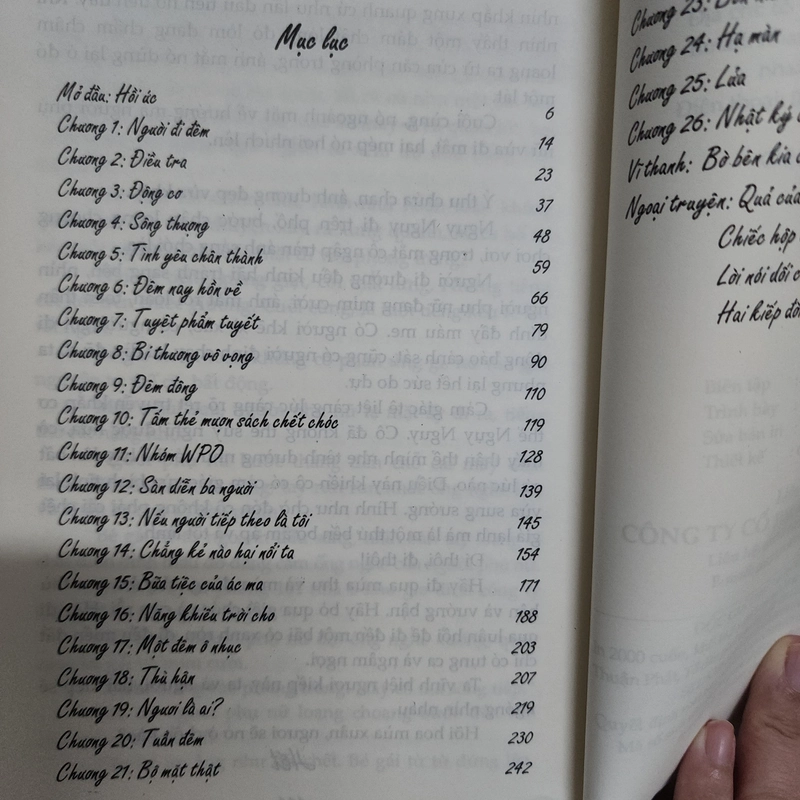 Mục lục
Mở đầu: Hồi ức 6
Chương 1: Người đi đêm 14
Chương 2: Điều tra 23
Chương 3: Động cơ 37
Chương 4: Sông thượng 48
Chương 5: Tình yêu chân thành 59
Chương 6: Đêm nay hồn về 66
Chương 7: Tuyệt phẩm tuyết 79
Chương 8: Bi thương vô vọng 90
Chương 9: Đêm đông 110
Chương 10: Tấm thẻ mượn sách chết chóc 119
Chương 11: Nhóm WPO 128
Chương 12: Sàn diễn ba người 139
Chương 13: Nếu người tiếp theo là tôi 145
Chương 14: Chẳng kẻ nào hại nổi ta 154
Chương 15: Bữa tiệc của ác ma 171
Chương 16: Năng khiếu trời cho 188
Chương 17: Một đêm ô nhục 203
Chương 18: Thù hận 207
Chương 19: Ngươi là ai? 219
Chương 20: Tuần đêm 230
Chương 21: Bộ mặt thật 242
Chương 23:
Chương 24: Hạ màn
Chương 25: Lửa
Chương 26: Nhật ký
Vĩ thanh: Bờ bên kia
Ngoại truyện: Quả của
Chiếc hộp
Lời nói dối
Hai kiếp